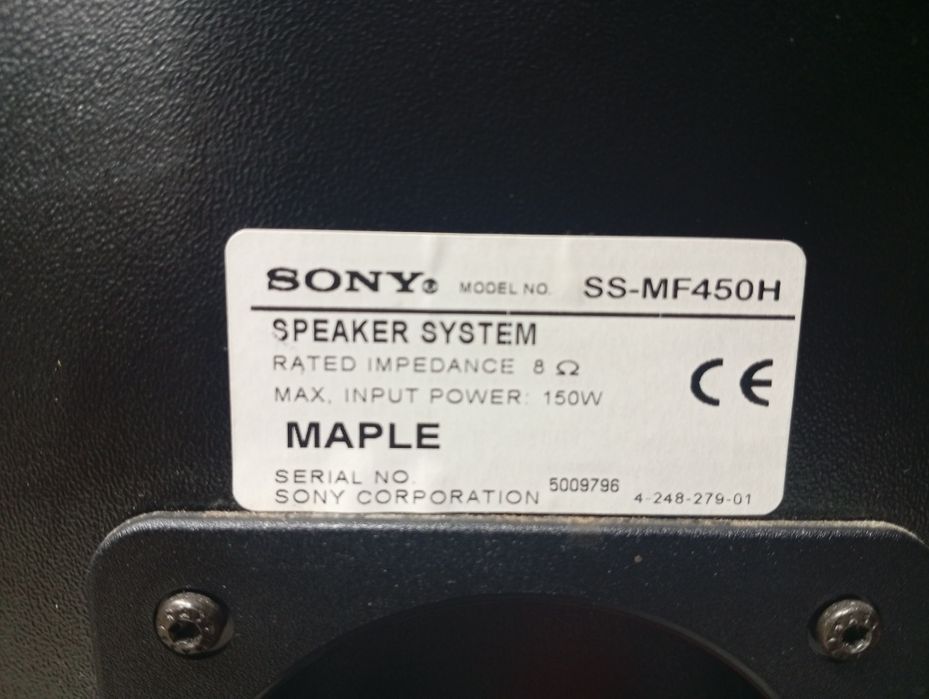 SONY® MODEL NO. SS-MF450H
SPEAKER SYSTEM
RATED IMPEDANCE 8 Ω
MAX. INPUT POWER: 150W
CE
MAPLE
SERIAL NO. 5009796
SONY CORPORATION 4-248-279-01